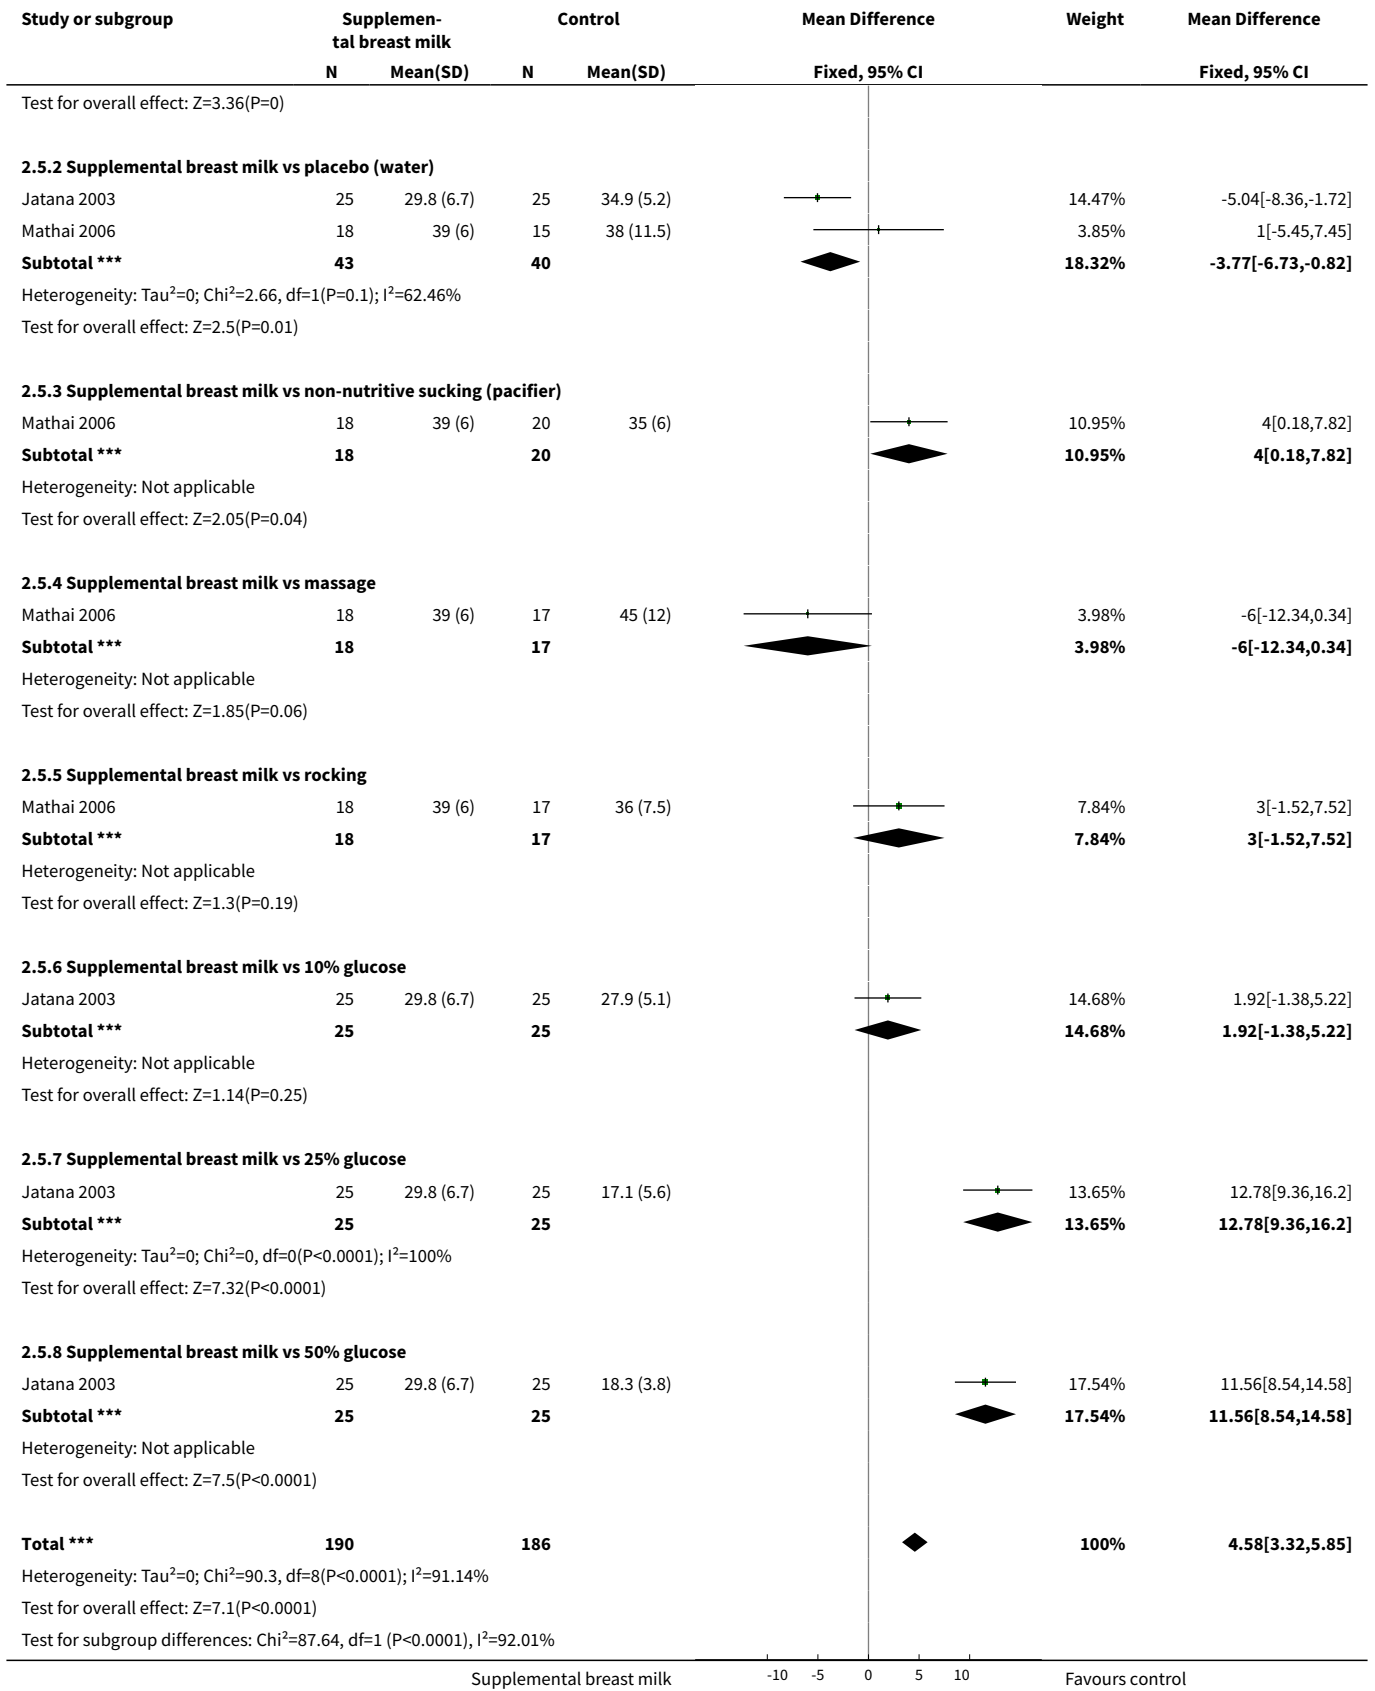 Study or subgroup Supplemen- Control Mean Difference Weight Mean Difference
tal breast milk
N Mean(SD) N Mean(SD) Fixed, 95% CI Fixed, 95% CI
Test for overall effect: Z=3.36(P=0)
2.5.2 Supplemental breast milk vs placebo (water)
Jatana 2003 25 29.8 (6.7) 25 34.9 (5.2) 14.47% -5.04[-8.36,-1.72]
Mathai 2006 18 39 (6) 15 38 (11.5) 3.85% 1[-5.45,7.45]
Subtotal *** 43 40 18.32% -3.77[-6.73,-0.82]
Heterogeneity: Tau²=0; Chi²=2.66, df=1(P=0.1); I²=62.46%
Test for overall effect: Z=2.5(P=0.01)
2.5.3 Supplemental breast milk vs non-nutritive sucking (pacifier)
Mathai 2006 18 39 (6) 20 35 (6) 10.95% 4[0.18,7.82]
Subtotal *** 18 20 10.95% 4[0.18,7.82]
Heterogeneity: Not applicable
Test for overall effect: Z=2.05(P=0.04)
2.5.4 Supplemental breast milk vs massage
Mathai 2006 18 39 (6) 17 45 (12) 3.98% -6[-12.34,0.34]
Subtotal *** 18 17 3.98% -6[-12.34,0.34]
Heterogeneity: Not applicable
Test for overall effect: Z=1.85(P=0.06)
2.5.5 Supplemental breast milk vs rocking
Mathai 2006 18 39 (6) 17 36 (7.5) 7.84% 3[-1.52,7.52]
Subtotal *** 18 17 7.84% 3[-1.52,7.52]
Heterogeneity: Not applicable
Test for overall effect: Z=1.3(P=0.19)
2.5.6 Supplemental breast milk vs 10% glucose
Jatana 2003 25 29.8 (6.7) 25 27.9 (5.1) 14.68% 1.92[-1.38,5.22]
Subtotal *** 25 25 14.68% 1.92[-1.38,5.22]
Heterogeneity: Not applicable
Test for overall effect: Z=1.14(P=0.25)
2.5.7 Supplemental breast milk vs 25% glucose
Jatana 2003 25 29.8 (6.7) 25 17.1 (5.6) 13.65% 12.78[9.36,16.2]
Subtotal *** 25 25 13.65% 12.78[9.36,16.2]
Heterogeneity: Tau²=0; Chi²=0, df=0(P<0.0001); I²=100%
Test for overall effect: Z=7.32(P<0.0001)
2.5.8 Supplemental breast milk vs 50% glucose
Jatana 2003 25 29.8 (6.7) 25 18.3 (3.8) 17.54% 11.56[8.54,14.58]
Subtotal *** 25 25 17.54% 11.56[8.54,14.58]
Heterogeneity: Not applicable
Test for overall effect: Z=7.5(P<0.0001)
Total *** 190 186 100% 4.58[3.32,5.85]
Heterogeneity: Tau²=0; Chi²=90.3, df=8(P<0.0001); I²=91.14%
Test for overall effect: Z=7.1(P<0.0001)
Test for subgroup differences: Chi²=87.64, df=1 (P<0.0001), I²=92.01%
Supplemental breast milk -10 -5 0 5 10 Favours control